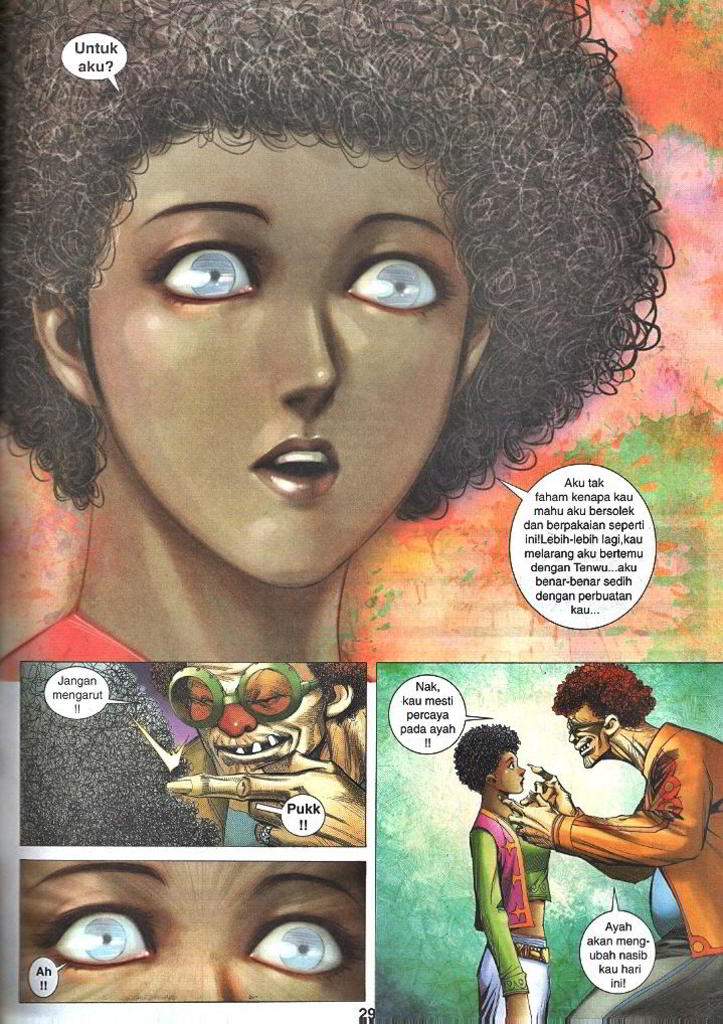 Untuk
aku?
Aku tak
faham kenapa kau
mahu aku bersolek
dan berpakaian seperti
ini!Lebih-lebih lagi,kau
melarang aku bertemu
dengan Tenwu...aku
benar-benar sedih
dengan perbuatan
kau...
Jangan
mengarut
!!
Pukk
!!
Ah
!!
Nak,
kau mesti
percaya
pada ayah
!!
Ayah
akan meng-
ubah nasib
kau hari
ini!
29